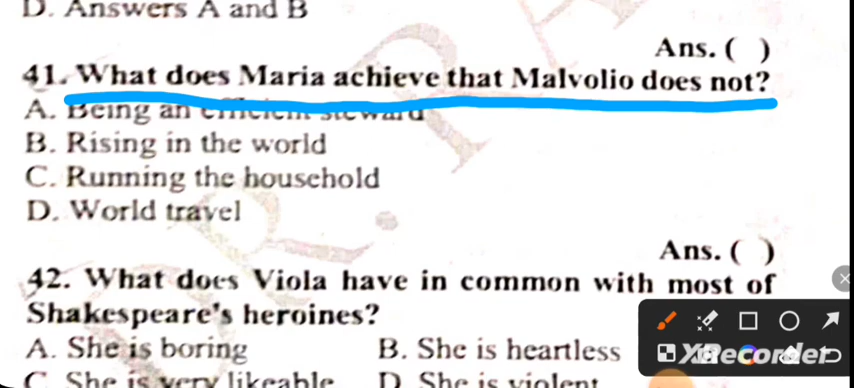 D. Answers A and B
Ans. ( )
41. What does Maria achieve that Malvolio does not?
A. Being an efficient steward
B. Rising in the world
C. Running the household
D. World travel
Ans. ( )
42. What does Viola have in common with most of
Shakespeare's heroines?
A. She is boring B. She is heartless
C. She is very likeable D. She is violent
XRecorder